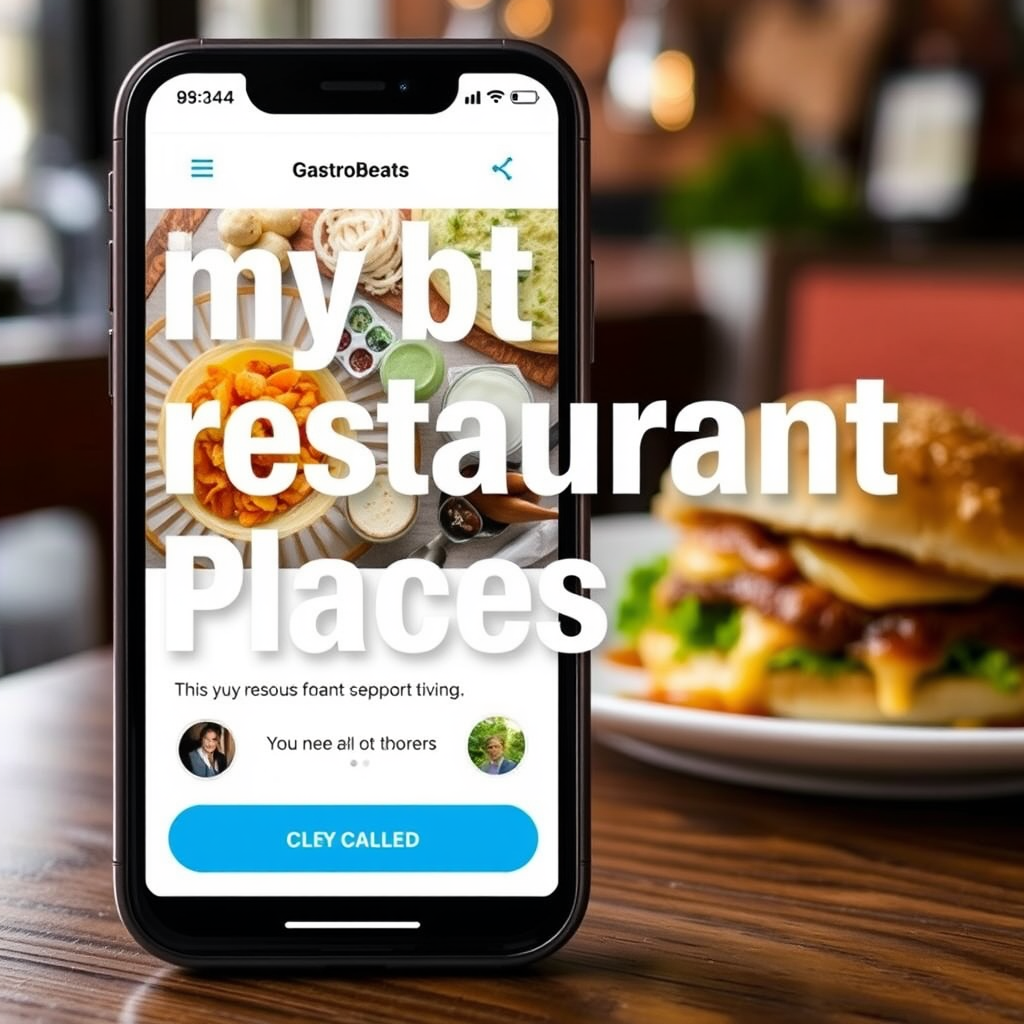 99:344
GastroBeats
my bt
restaurant
Places
This yuy resous foant sepport tiving.
You nee all ot thorers
CLEY CALLED